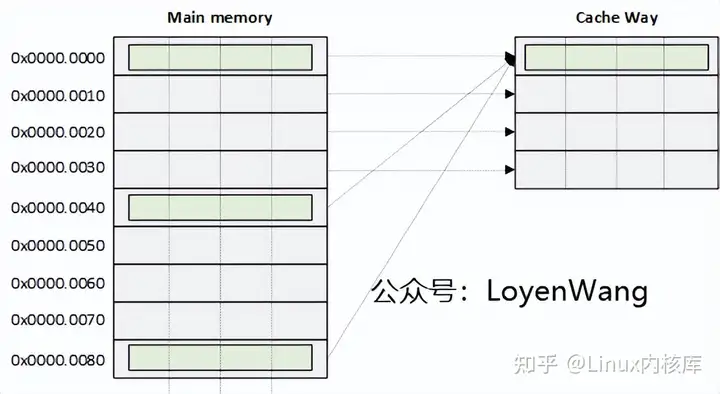 Main memory
Cache Way
0x0000.0000
0x0000.0010
0x0000.0020
0x0000.0030
0x0000.0040
0x0000.0050
0x0000.0060
0x0000.0070
0x0000.0080
公众号：LoyenWang
知乎 @Linux内核库